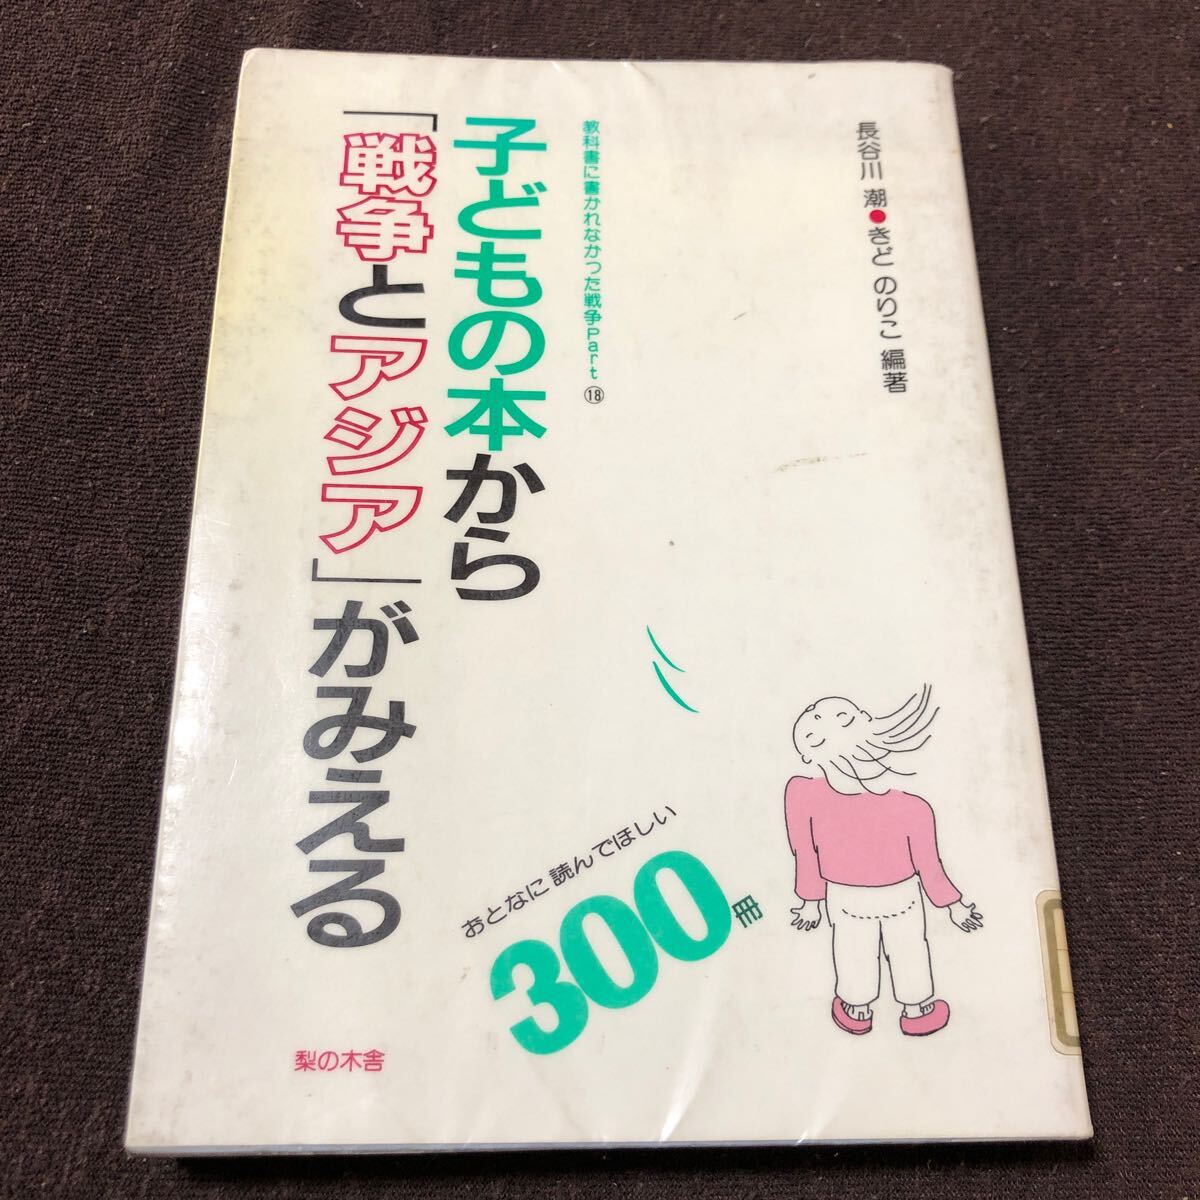 長谷川 潮●きど のりこ 編著
教科書に書かれなかった戦争Part⑱
子どもの本から
「戦争とアジア」がみえる
おとなに読んでほしい
300冊
梨の木舎